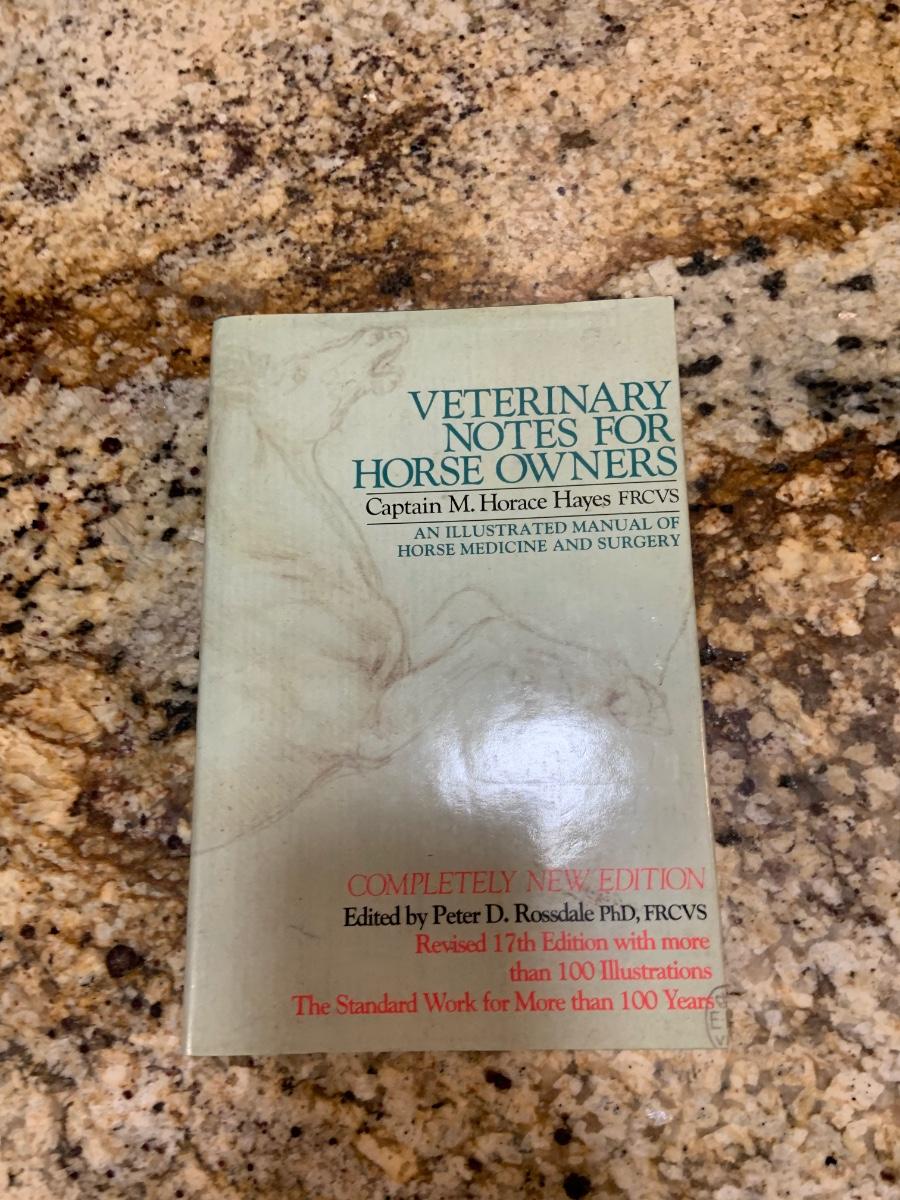 VETERINARY
NOTES FOR
HORSE OWNERS
Captain M. Horace Hayes FRCVS
AN ILLUSTRATED MANUAL OF
HORSE MEDICINE AND SURGERY
COMPLETELY NEW EDITION
Edited by Peter D. Rossdale PhD, FRCVS
Revised 17th Edition with more
than 100 Illustrations
The Standard Work for More than 100 Years